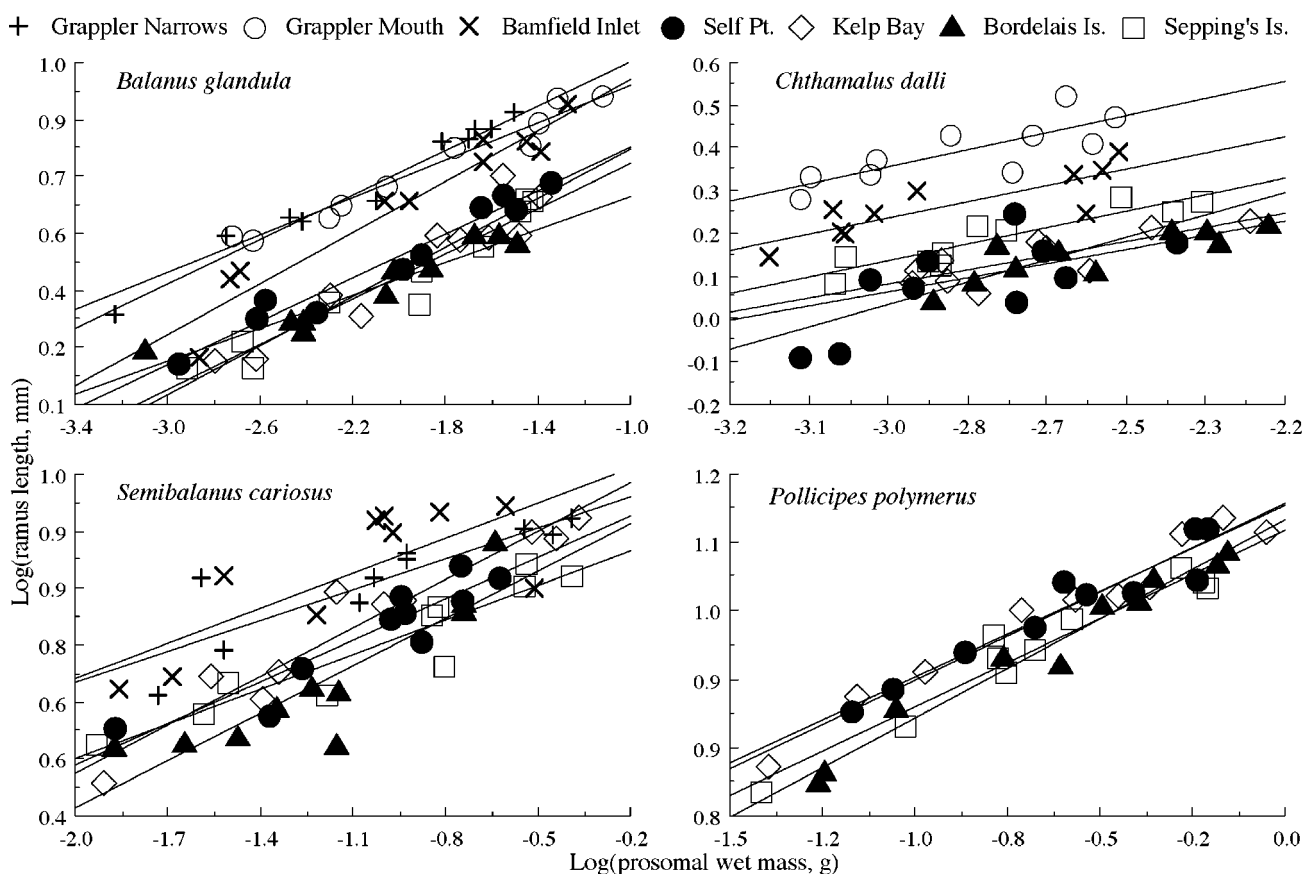 Grappler Narrows Grappler Mouth Bamfield Inlet Self Pt. Kelp Bay Bordelais Is. Sepping's Is.
Balanus glandula
1.0
0.9
0.7
0.6
0.4
0.2
0.1
-3.4 -3.0 -2.6 -2.2 -1.8 -1.4 -1.0
Chthamalus dalli
0.6
0.5
0.4
0.3
0.2
0.1
0.0
-0.1
-0.2
-3.2 -3.1 -3.0 -2.8 -2.7 -2.5 -2.4 -2.2
Log(ramus length, mm)
Semibalanus cariosus
1.0
0.9
0.9
0.8
0.6
0.6
0.4
-2.0 -1.7 -1.4 -1.1 -0.8 -0.5 -0.2
Pollicipes polymerus
1.2
1.1
1.0
0.9
0.9
0.8
-1.5 -1.2 -1.0 -0.8 -0.5 -0.2 0.0
Log(prosomal wet mass, g)